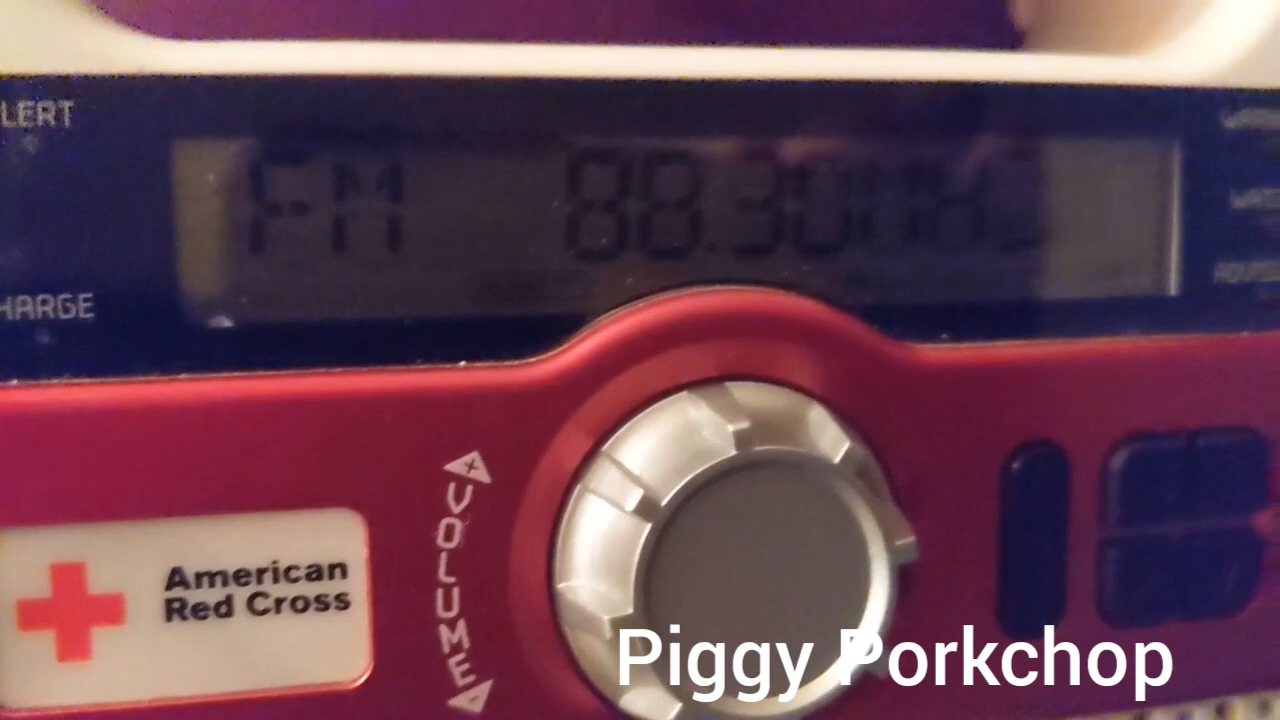 LERT
FM 88.30MHZ
HARGE
VOLUME
American
Red Cross
Piggy Porkchop